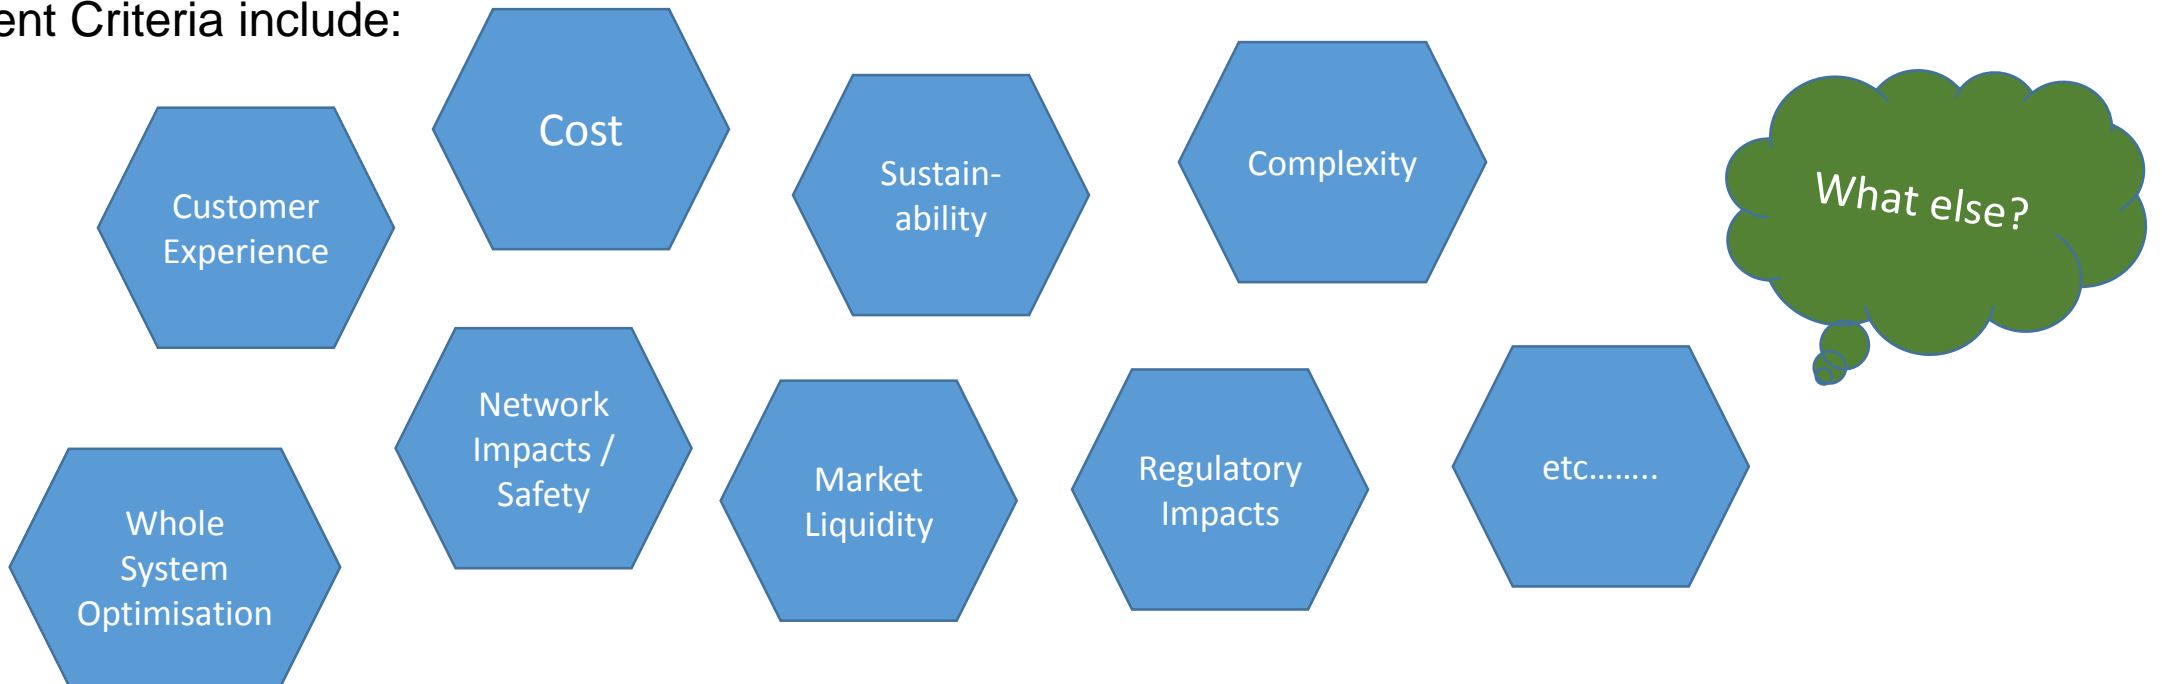 ent Criteria include:
Cost
Customer
Experience
Sustain-
ability
Complexity
What else?
Network
Impacts /
Safety
Market
Liquidity
Regulatory
Impacts
etc……..
Whole
System
Optimisation